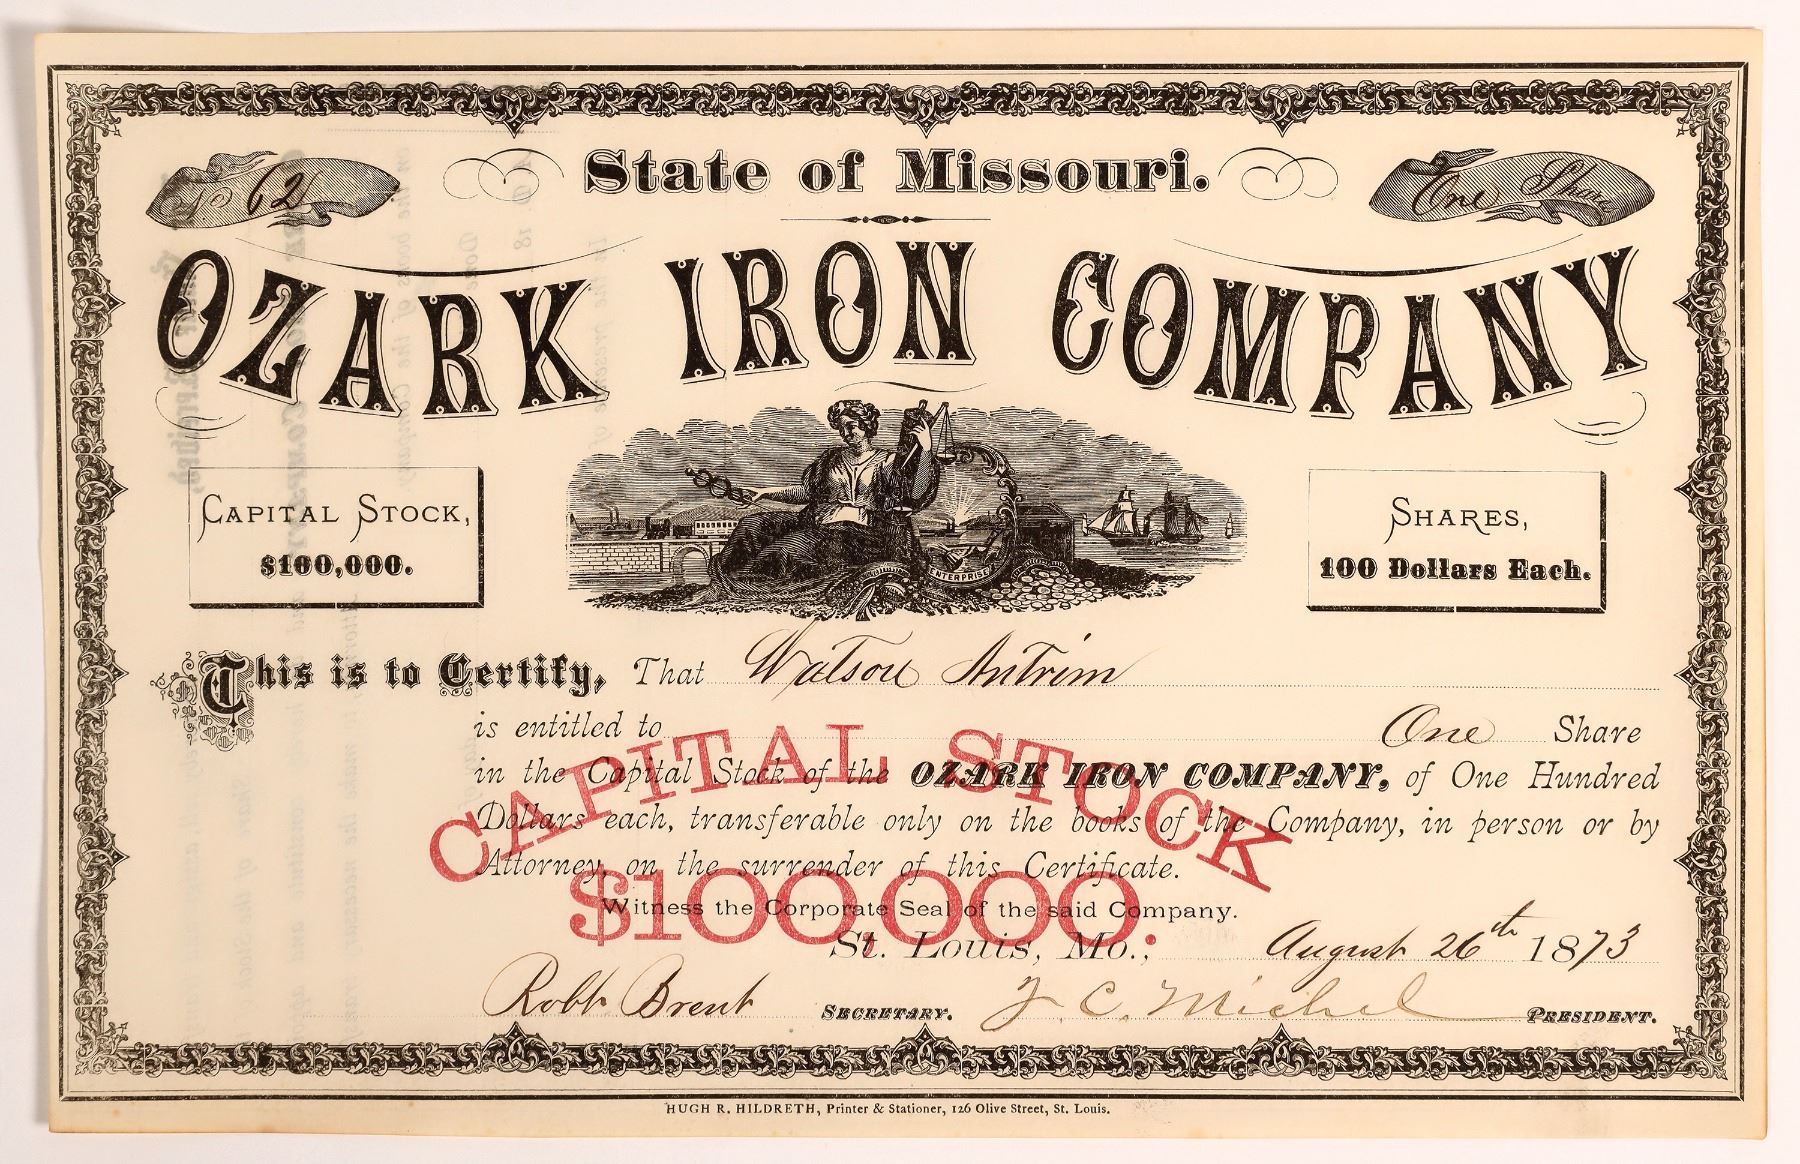 No 62
State of Missouri.
One Share
OZARK IRON COMPANY
CAPITAL STOCK,
$100,000.
ENTERPRISE
SHARES,
100 Dollars Each.
This is to Certify, That Watson Antrim
is entitled to One Share
in the Capital Stock of the OZARK IRON COMPANY, of One Hundred
Dollars each, transferable only on the books of the Company, in person or by
Attorney, on the surrender of this Certificate.
CAPITAL STOCK
$100,000.
Witness the Corporate Seal of the said Company.
St. Louis, Mo., August 26th 1873
Robt Brent SECRETARY. J C Michel PRESIDENT.
HUGH R. HILDRETH, Printer & Stationer, 126 Olive Street, St. Louis.